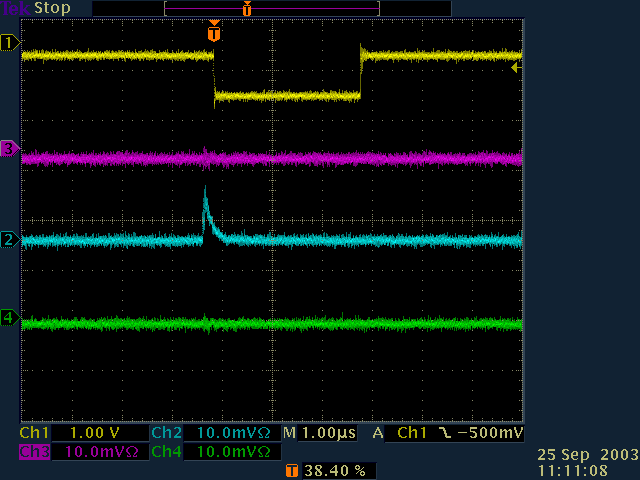 Tek Stop
T
T
1
3
2
4
Ch1 1.00 V Ch2 10.0mVΩ M 1.00µs A Ch1 ㄟ −500mV
Ch3 10.0mVΩ Ch4 10.0mVΩ
T 38.40 %
25 Sep 2003
11:11:08